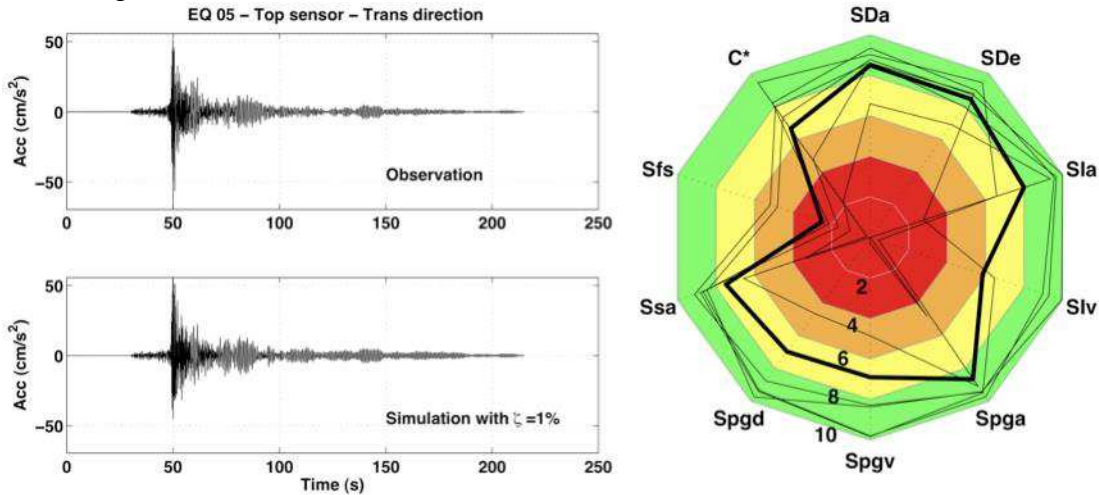 EQ 05 – Top sensor – Trans direction
50
0
−50
Acc (cm/s²)
Observation
0 50 100 150 200 250
50
0
−50
Acc (cm/s²)
Simulation with ζ =1%
0 50 100 150 200 250
Time (s)
SDa
C* SDe
Sfs Sla
Ssa Slv
Spgd Spga
Spgv
2
4
6
8
10